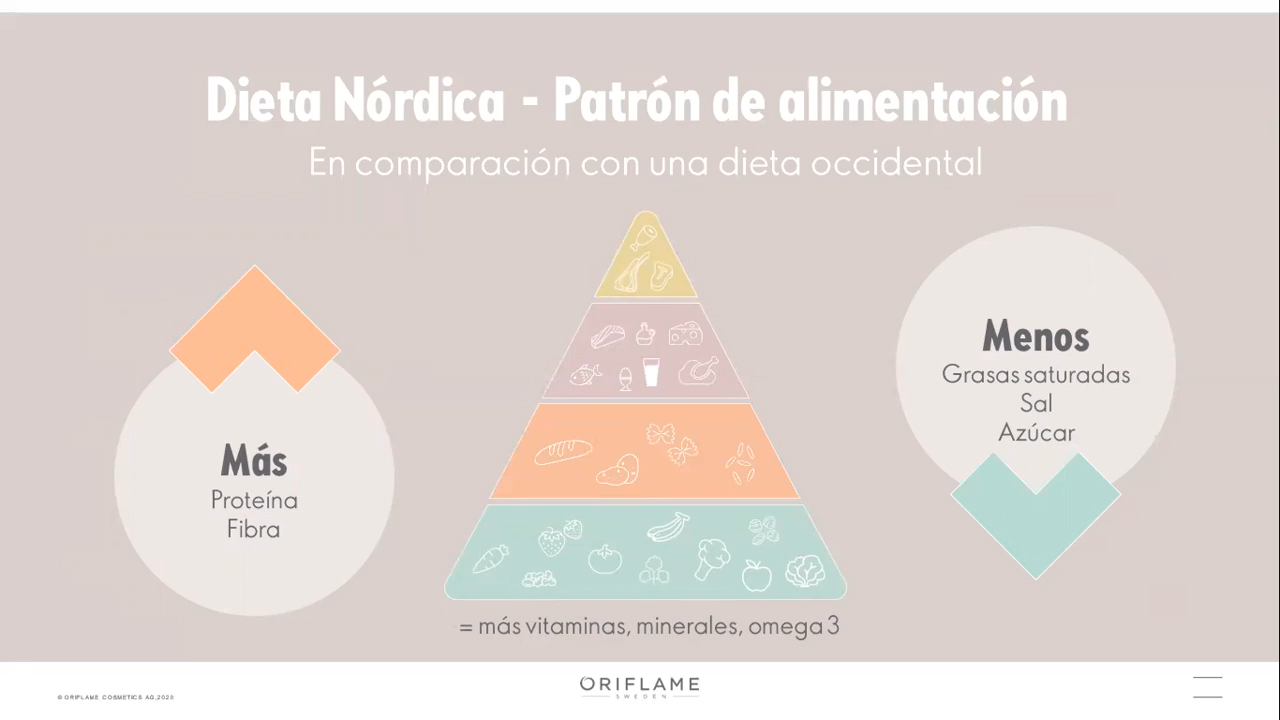 Dieta Nórdica - Patrón de alimentación
En comparación con una dieta occidental
Más
Proteína
Fibra
Menos
Grasas saturadas
Sal
Azúcar
= más vitaminas, minerales, omega 3
© ORIFLAME COSMETICS AG, 2020
ORIFLAME
SWEDEN